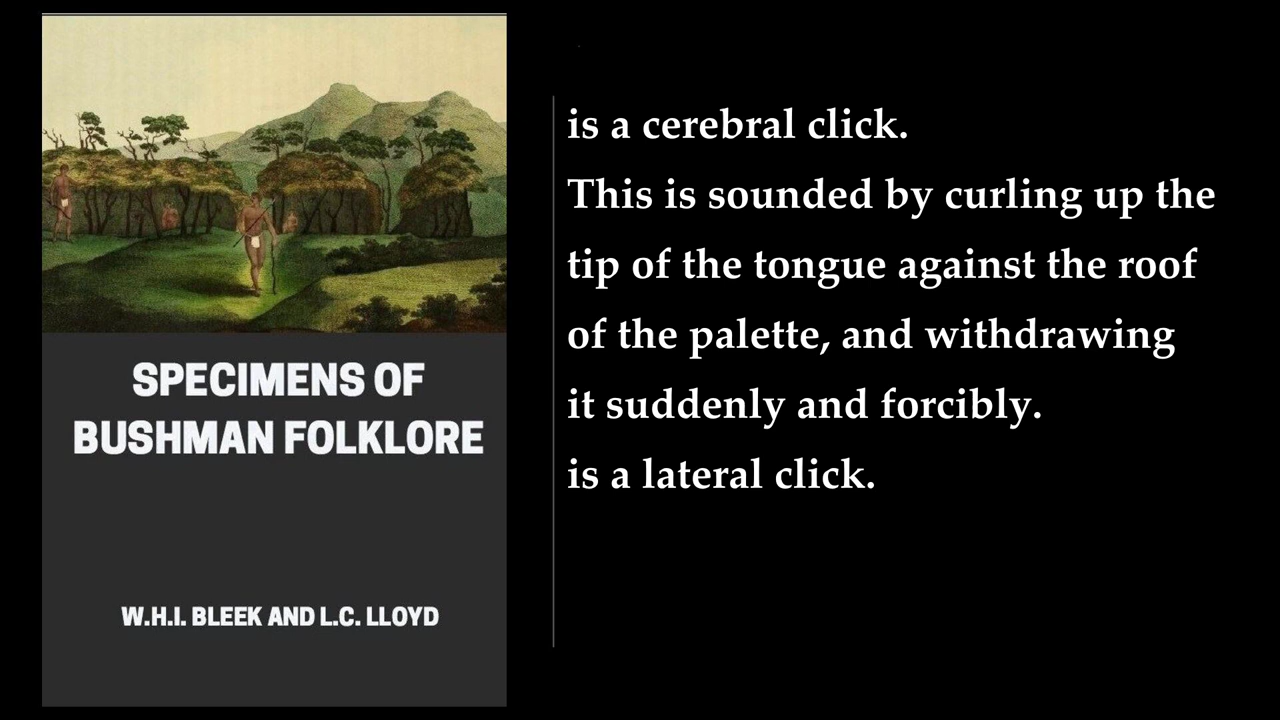 SPECIMENS OF
BUSHMAN FOLKLORE
W.H.I. BLEEK AND L.C. LLOYD
is a cerebral click.
This is sounded by curling up the
tip of the tongue against the roof
of the palette, and withdrawing
it suddenly and forcibly.
is a lateral click.